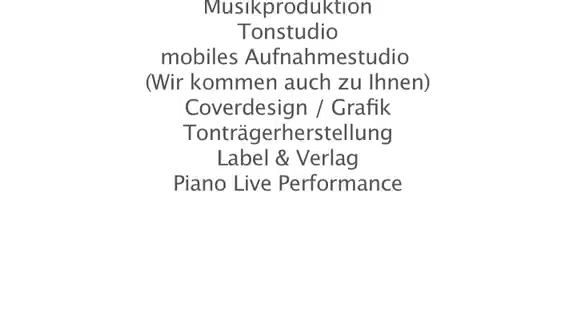 Musikproduktion
Tonstudio
mobiles Aufnahmestudio
(Wir kommen auch zu Ihnen)
Coverdesign / Grafik
Tonträgerherstellung
Label & Verlag
Piano Live Performance